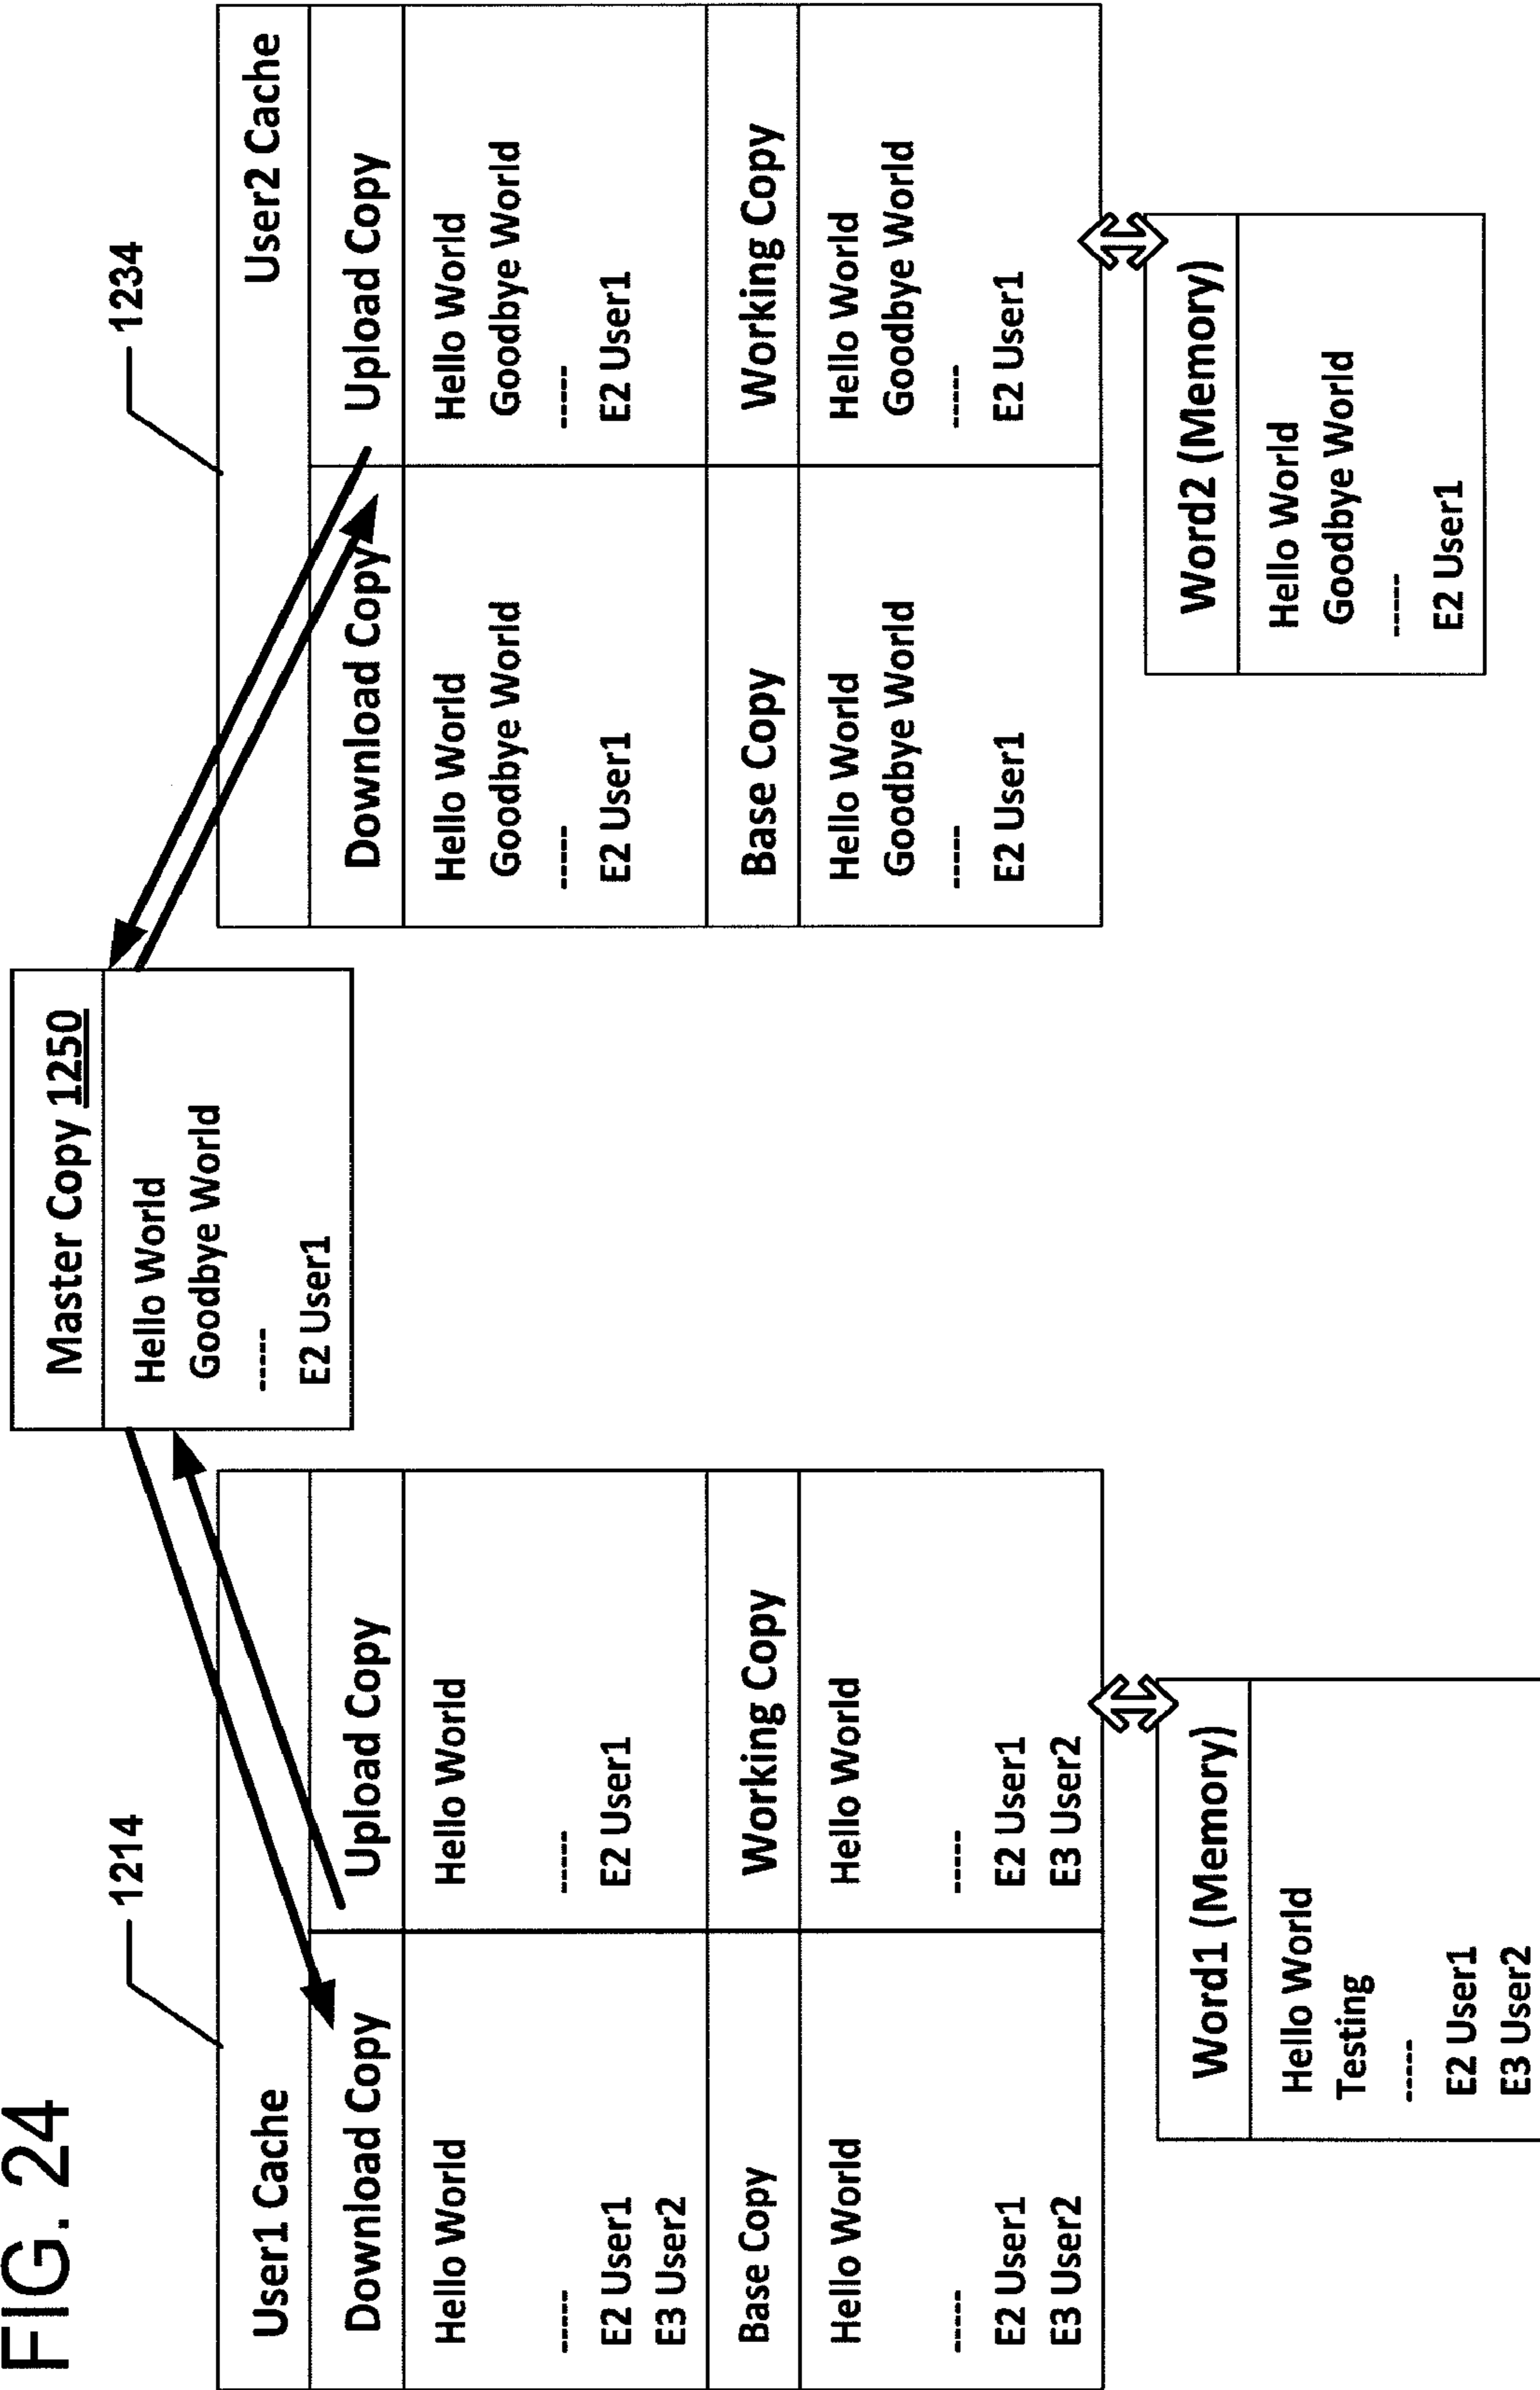 FIG. 24
1214
User1 Cache
Download Copy
Hello World
-----
E2 User1
E3 User2
Upload Copy
Hello World
-----
E2 User1
Base Copy
Hello World
-----
E2 User1
E3 User2
Working Copy
Hello World
-----
E2 User1
E3 User2
Word1 (Memory)
Hello World
Testing
-----
E2 User1
E3 User2
Master Copy 1250
Hello World
Goodbye World
-----
E2 User1
1234
User2 Cache
Download Copy
Hello World
Goodbye World
-----
E2 User1
Upload Copy
Hello World
Goodbye World
-----
E2 User1
Base Copy
Hello World
Goodbye World
-----
E2 User1
Working Copy
Hello World
Goodbye World
-----
E2 User1
Word2 (Memory)
Hello World
Goodbye World
-----
E2 User1